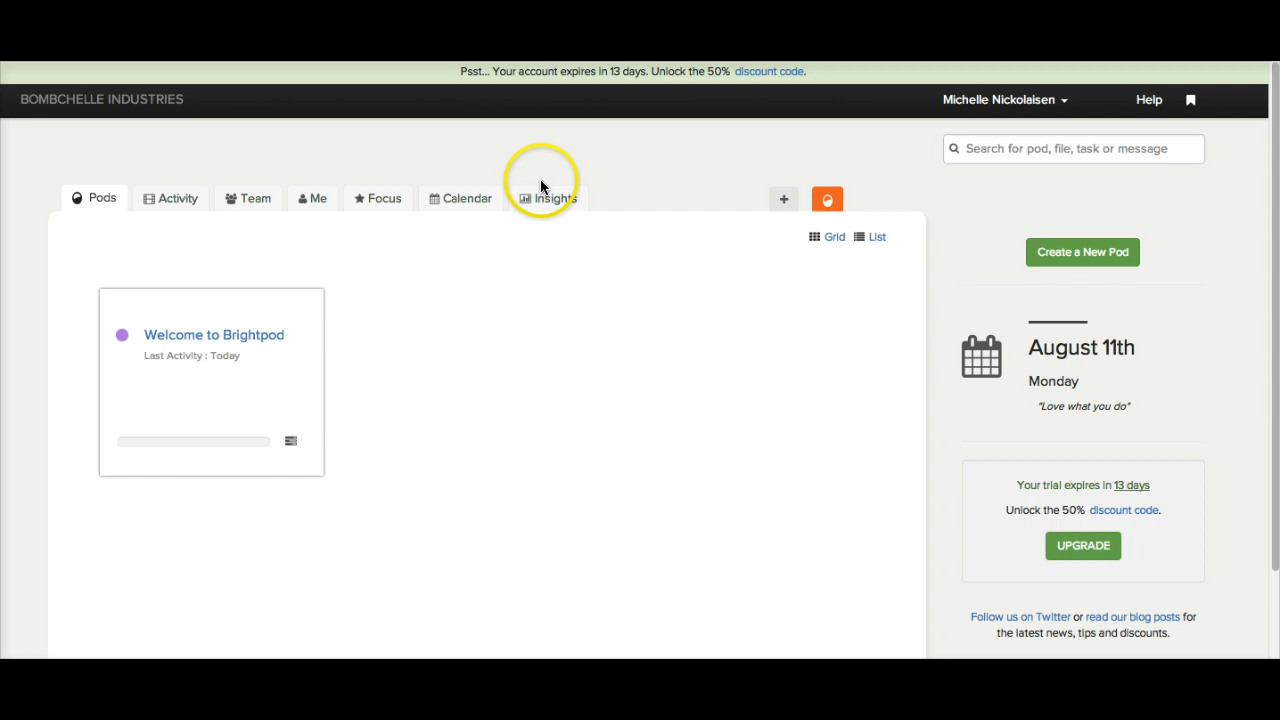 Psst... Your account expires in 13 days. Unlock the 50% discount code.
BOMBCHELLE INDUSTRIES
Michelle Nickolaisen
Help
Search for pod, file, task or message
Pods
Activity
Team
Me
Focus
Calendar
Insights
+
Grid
List
Create a New Pod
Welcome to Brightpod
Last Activity : Today
August 11th
Monday
"Love what you do"
Your trial expires in 13 days
Unlock the 50% discount code.
UPGRADE
Follow us on Twitter or read our blog posts for
the latest news, tips and discounts.